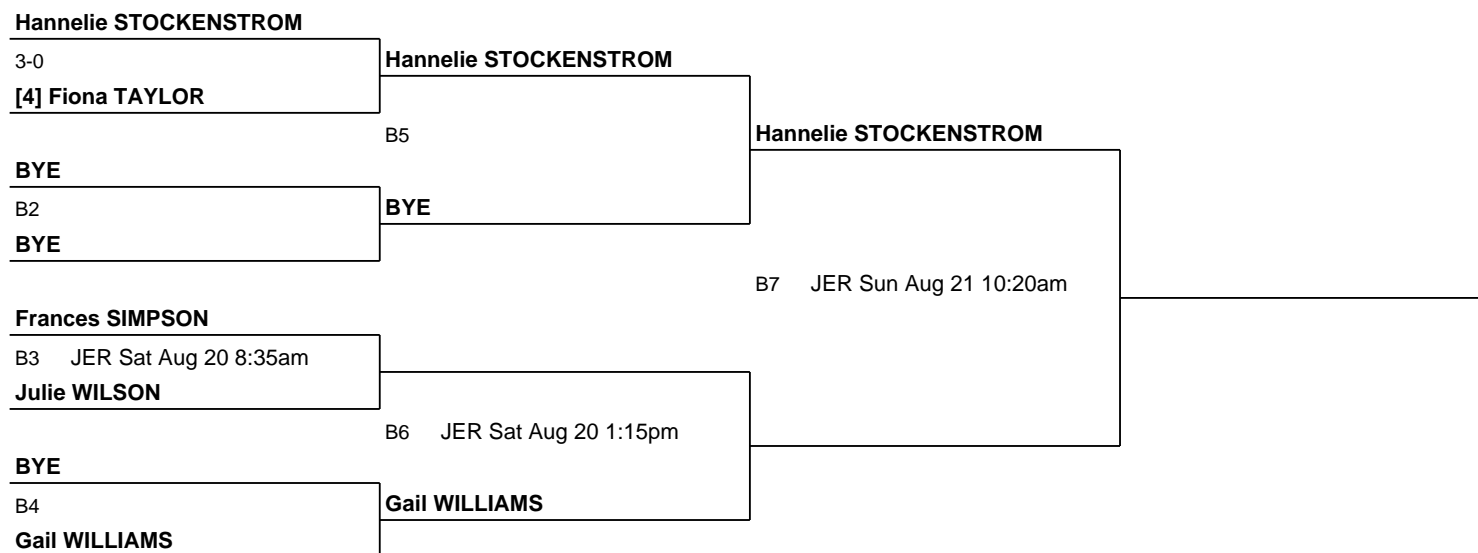 Hannelie STOCKENSTROM
3-0
[4] Fiona TAYLOR
Hannelie STOCKENSTROM
B5
Hannelie STOCKENSTROM
BYE
B2
BYE
BYE
B7 JER Sun Aug 21 10:20am
Frances SIMPSON
B3 JER Sat Aug 20 8:35am
Julie WILSON
B6 JER Sat Aug 20 1:15pm
BYE
B4
Gail WILLIAMS
Gail WILLIAMS